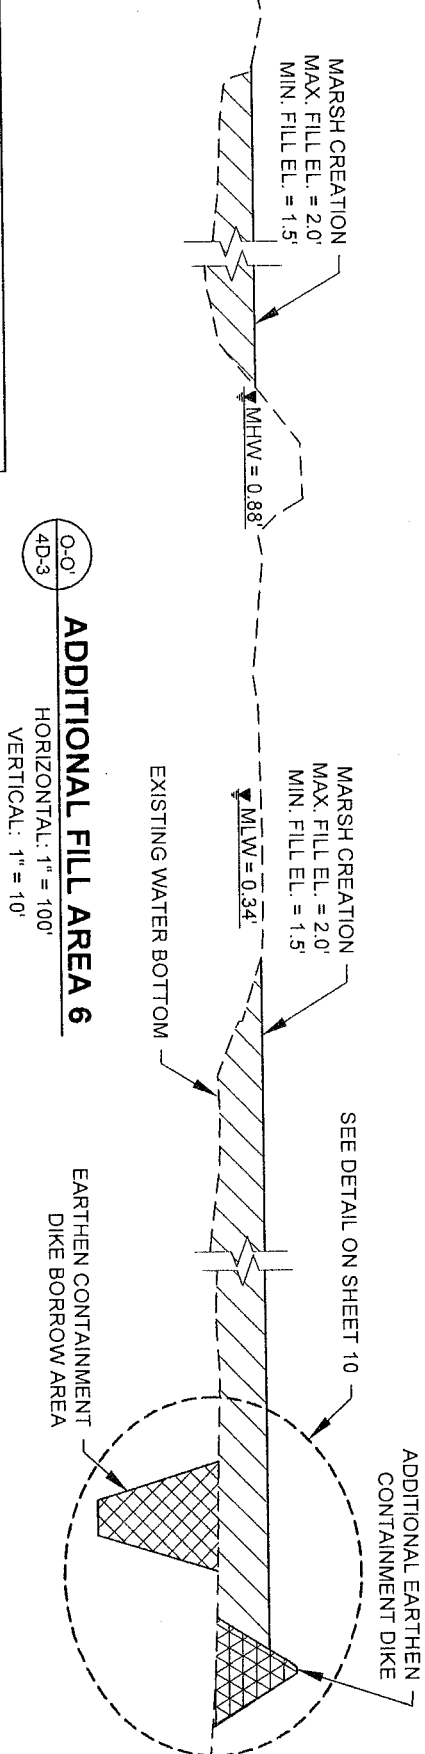 MARSH CREATION
MAX. FILL EL. = 2.0'
MIN. FILL EL. = 1.5'
MHW = 0.88'
MLW = 0.34'
MARSH CREATION
MAX. FILL EL. = 2.0'
MIN. FILL EL. = 1.5'
EXISTING WATER BOTTOM
SEE DETAIL ON SHEET 10
ADDITIONAL EARTHEN
CONTAINMENT DIKE
EARTHEN CONTAINMENT
DIKE BORROW AREA
O-O'
4D-3
ADDITIONAL FILL AREA 6
HORIZONTAL: 1" = 100'
VERTICAL: 1" = 10'